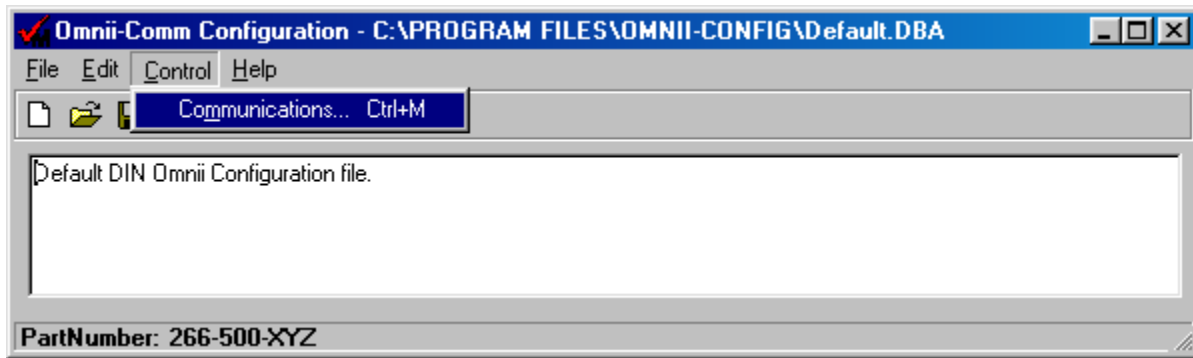 Omnii-Comm Configuration - C:\PROGRAM FILES\OMNII-CONFIG\Default.DBA
File Edit Control Help
Communications... Ctrl+M
Default DIN Omnii Configuration file.
PartNumber: 266-500-XYZ